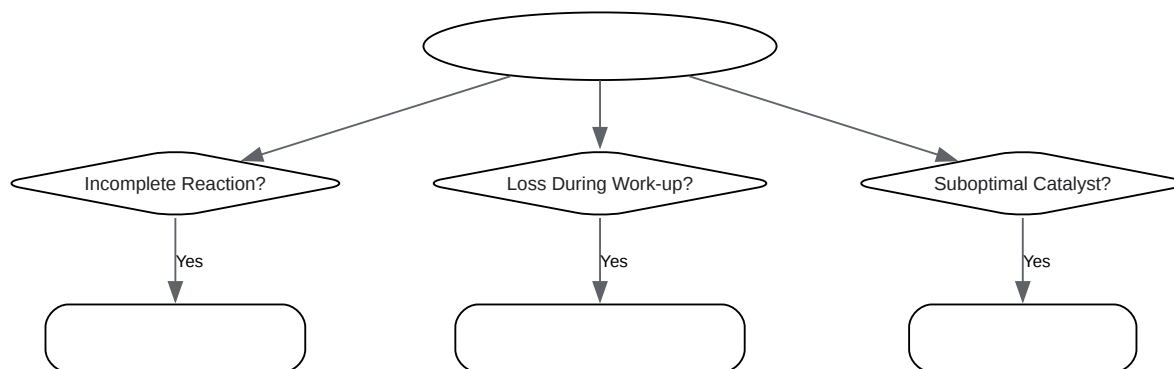 Incomplete Reaction?
Loss During Work-up?
Suboptimal Catalyst?
Yes
Yes
Yes